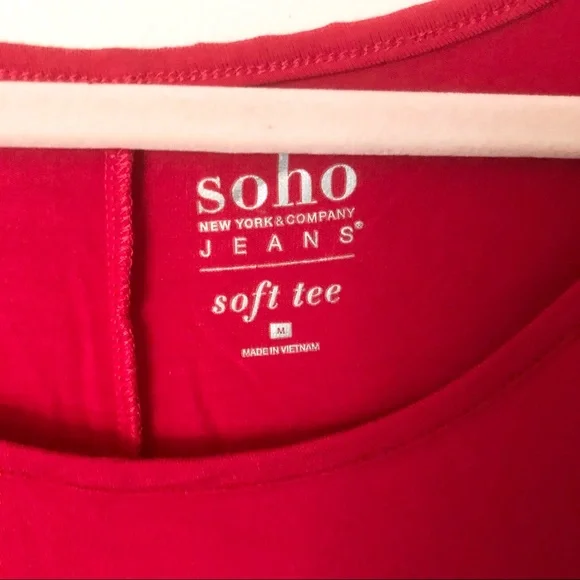 soho
NEW YORK & COMPANY
JEANS®
soft tee
M
MADE IN VIETNAM